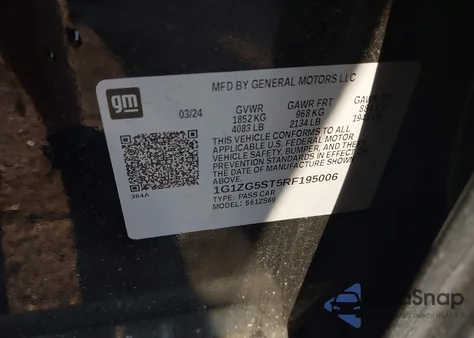 gm
MFD BY GENERAL MOTORS LLC
03/24
GVWR GAWR FRT GAWR
1852 KG 968 KG
4083 LB 2134 LB
THIS VEHICLE CONFORMS TO ALL
APPLICABLE U.S. FEDERAL MOTOR
VEHICLE SAFETY, BUMPER, AND THEFT
PREVENTION STANDARDS IN EFFECT ON THE
DATE OF MANUFACTURE SHOWN
ABOVE.
1G1ZG5ST5RF195006
TYPE: PASS CAR
384A